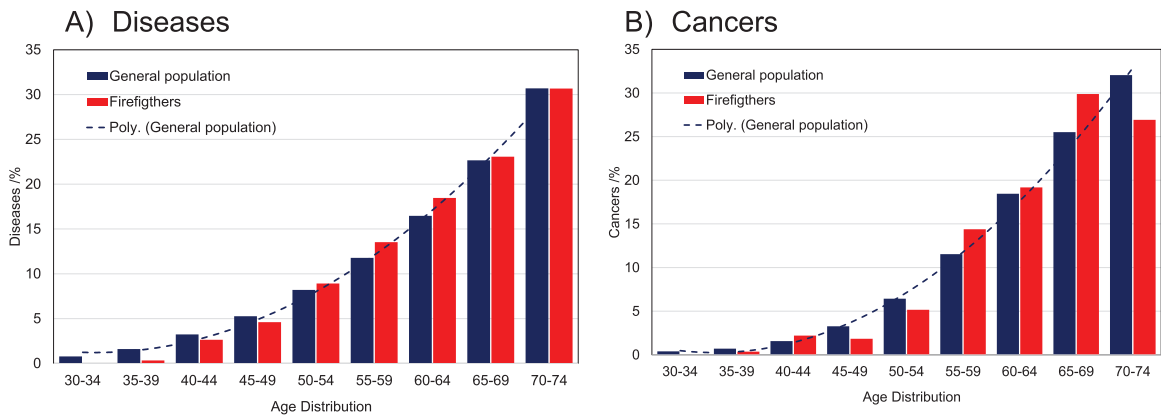 A) Diseases
35
30
25
20
15
10
5
0
Diseases /%
General population
Firefigthers
Poly. (General population)
30-34 35-39 40-44 45-49 50-54 55-59 60-64 65-69 70-74
Age Distribution
B) Cancers
35
30
25
20
15
10
5
0
Cancers /%
General population
Firefigthers
Poly. (General population)
30-34 35-39 40-44 45-49 50-54 55-59 60-64 65-69 70-74
Age Distribution